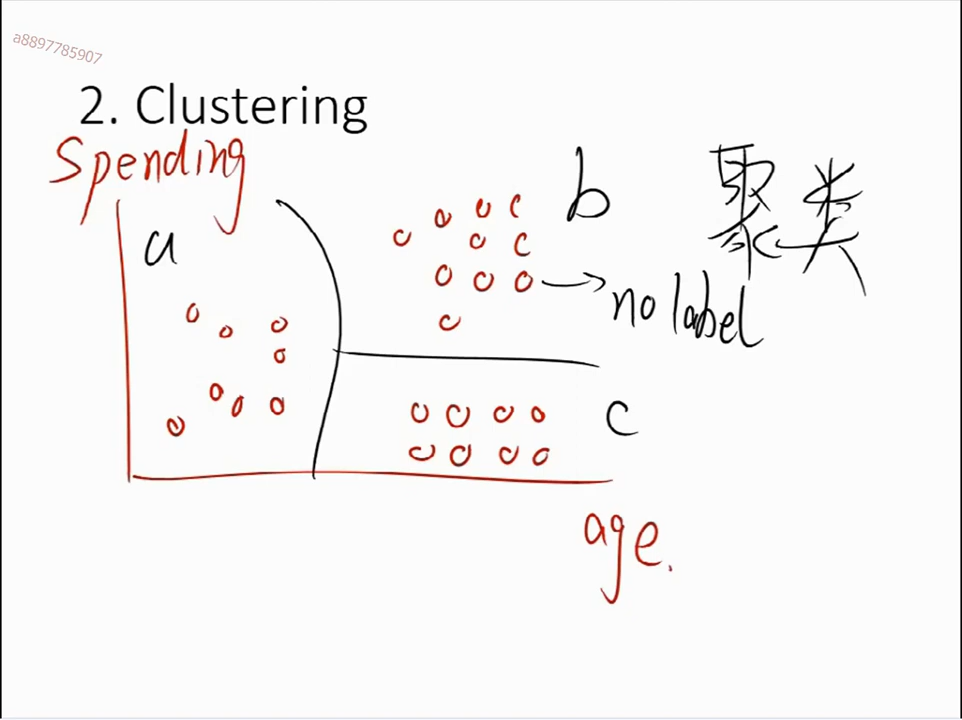 a8897785907
2. Clustering
Spending
a
b
聚类
no label
c
age.